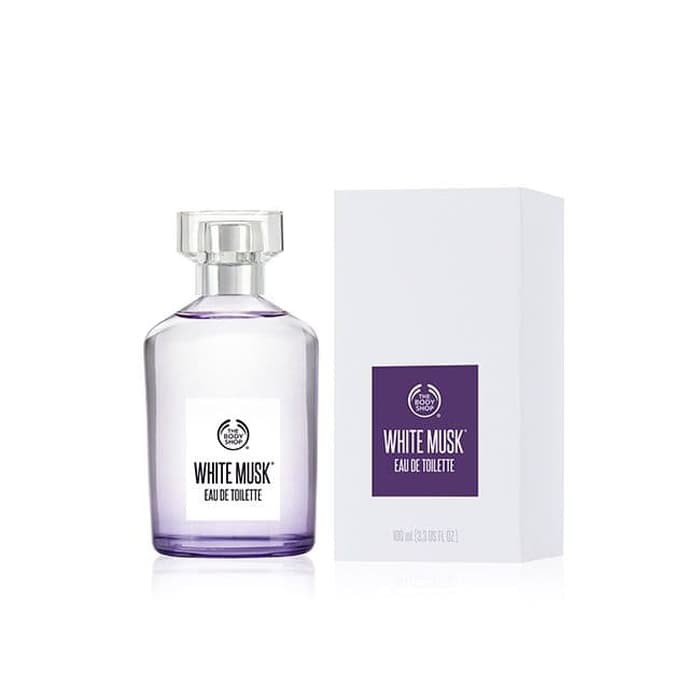 THE
BODY
SHOP®
WHITE MUSK®
EAU DE TOILETTE
THE
BODY
SHOP®
WHITE MUSK®
EAU DE TOILETTE
100 ml (3.3 US FL OZ)